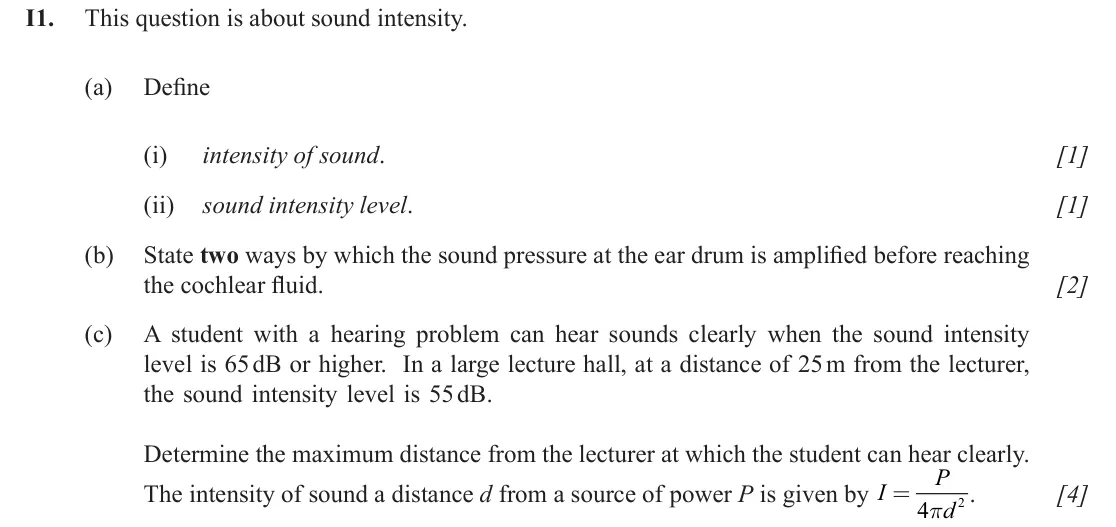 I1. This question is about sound intensity.
(a) Define
(i) intensity of sound. [1]
(ii) sound intensity level. [1]
(b) State two ways by which the sound pressure at the ear drum is amplified before reaching
the cochlear fluid. [2]
(c) A student with a hearing problem can hear sounds clearly when the sound intensity
level is 65 dB or higher. In a large lecture hall, at a distance of 25 m from the lecturer,
the sound intensity level is 55 dB.
Determine the maximum distance from the lecturer at which the student can hear clearly.
The intensity of sound a distance d from a source of power P is given by I = P / 4πd². [4]